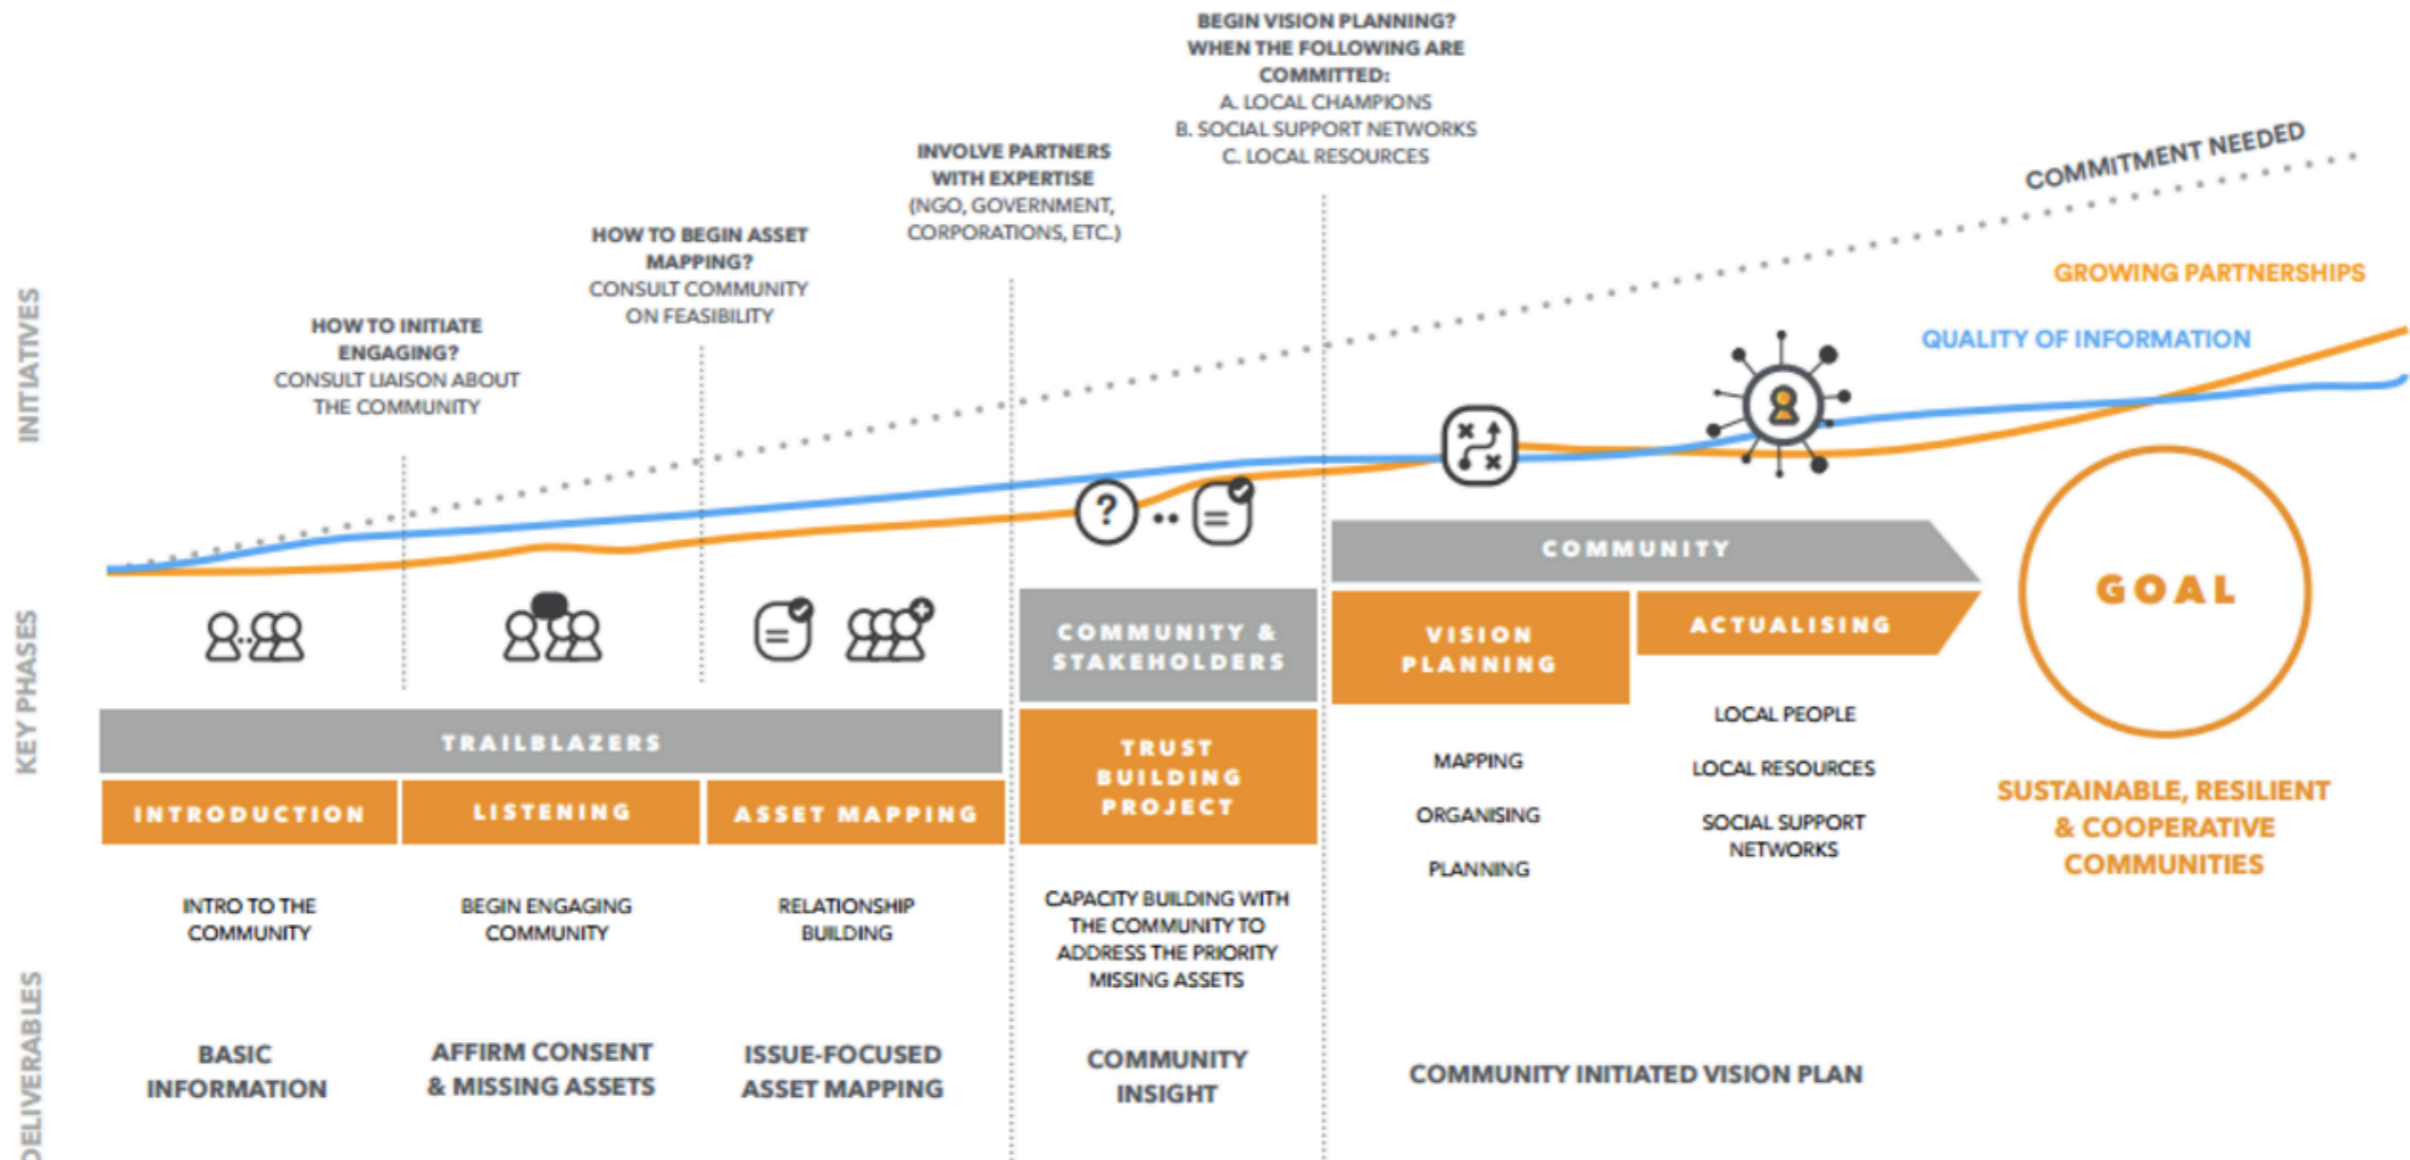 BEGIN VISION PLANNING?
WHEN THE FOLLOWING ARE
COMMITTED:
A. LOCAL CHAMPIONS
B. SOCIAL SUPPORT NETWORKS
C. LOCAL RESOURCES
INVOLVE PARTNERS
WITH EXPERTISE
(NGO, GOVERNMENT,
CORPORATIONS, ETC.)
HOW TO BEGIN ASSET
MAPPING?
CONSULT COMMUNITY
ON FEASIBILITY
HOW TO INITIATE
ENGAGING?
CONSULT LIAISON ABOUT
THE COMMUNITY
COMMITMENT NEEDED
GROWING PARTNERSHIPS
QUALITY OF INFORMATION
INITIATIVES
KEY PHASES
DELIVERABLES
?
TRAILBLAZERS
INTRODUCTION
LISTENING
ASSET MAPPING
COMMUNITY &
STAKEHOLDERS
TRUST
BUILDING
PROJECT
COMMUNITY
VISION
PLANNING
ACTUALISING
GOAL
SUSTAINABLE, RESILIENT
& COOPERATIVE
COMMUNITIES
INTRO TO THE
COMMUNITY
BEGIN ENGAGING
COMMUNITY
RELATIONSHIP
BUILDING
CAPACITY BUILDING WITH
THE COMMUNITY TO
ADDRESS THE PRIORITY
MISSING ASSETS
MAPPING
ORGANISING
PLANNING
LOCAL PEOPLE
LOCAL RESOURCES
SOCIAL SUPPORT
NETWORKS
BASIC
INFORMATION
AFFIRM CONSENT
& MISSING ASSETS
ISSUE-FOCUSED
ASSET MAPPING
COMMUNITY
INSIGHT
COMMUNITY INITIATED VISION PLAN